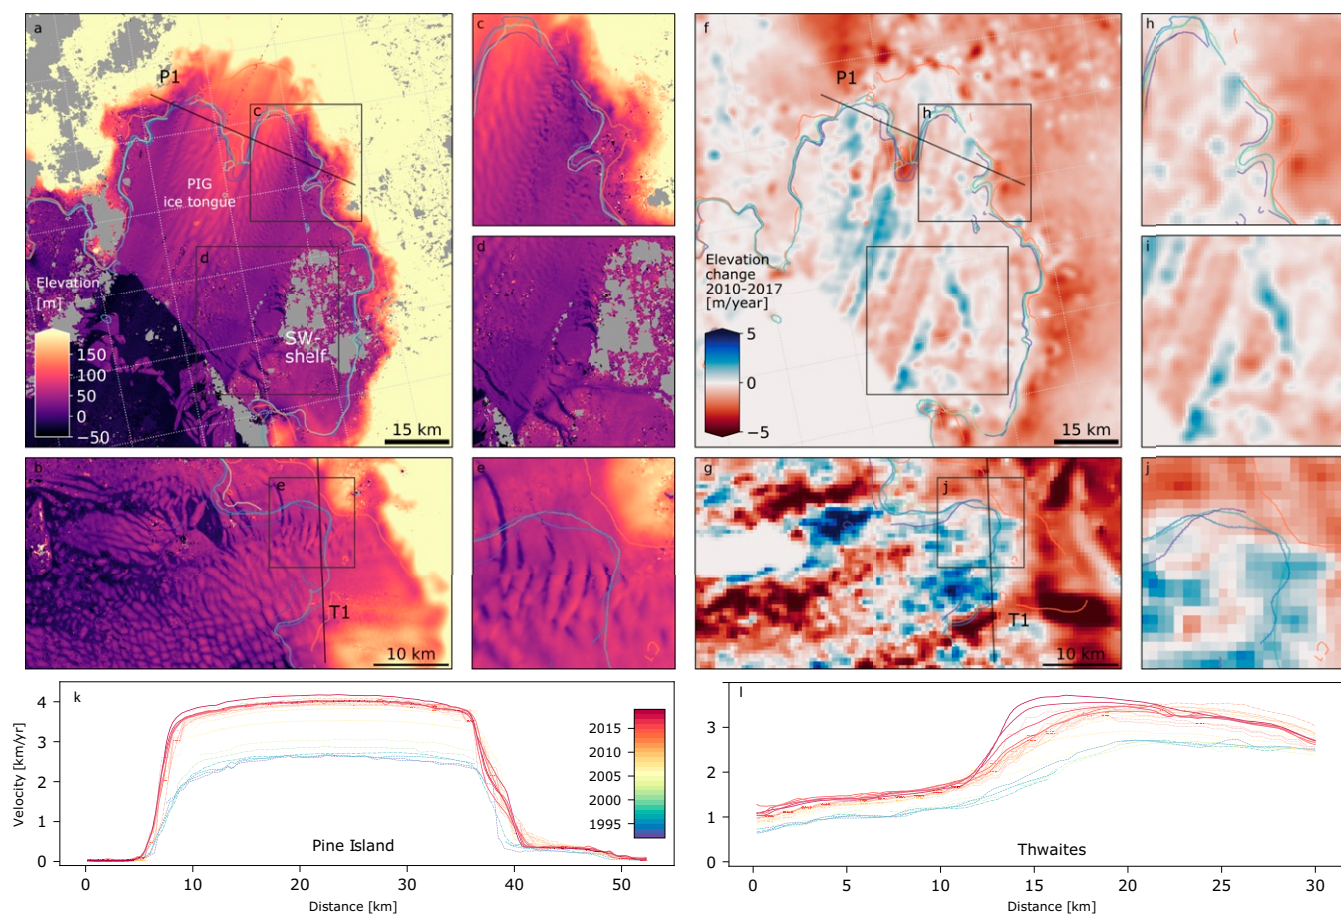 a
P1
c
PIG
ice tongue
d
Elevation
[m]
150
100
50
0
−50
SW-
shelf
15 km
c
d
f
P1
h
Elevation
change
2010-2017
[m/year]
5
0
−5
15 km
h
i
b
e
T1
10 km
e
g
j
T1
10 km
j
k
4
3
2
1
0
Velocity [km/yr]
2015
2010
2005
2000
1995
Pine Island
0
10
20
30
40
50
Distance [km]
l
3
2
1
0
Thwaites
0
5
10
15
20
25
30
Distance [km]